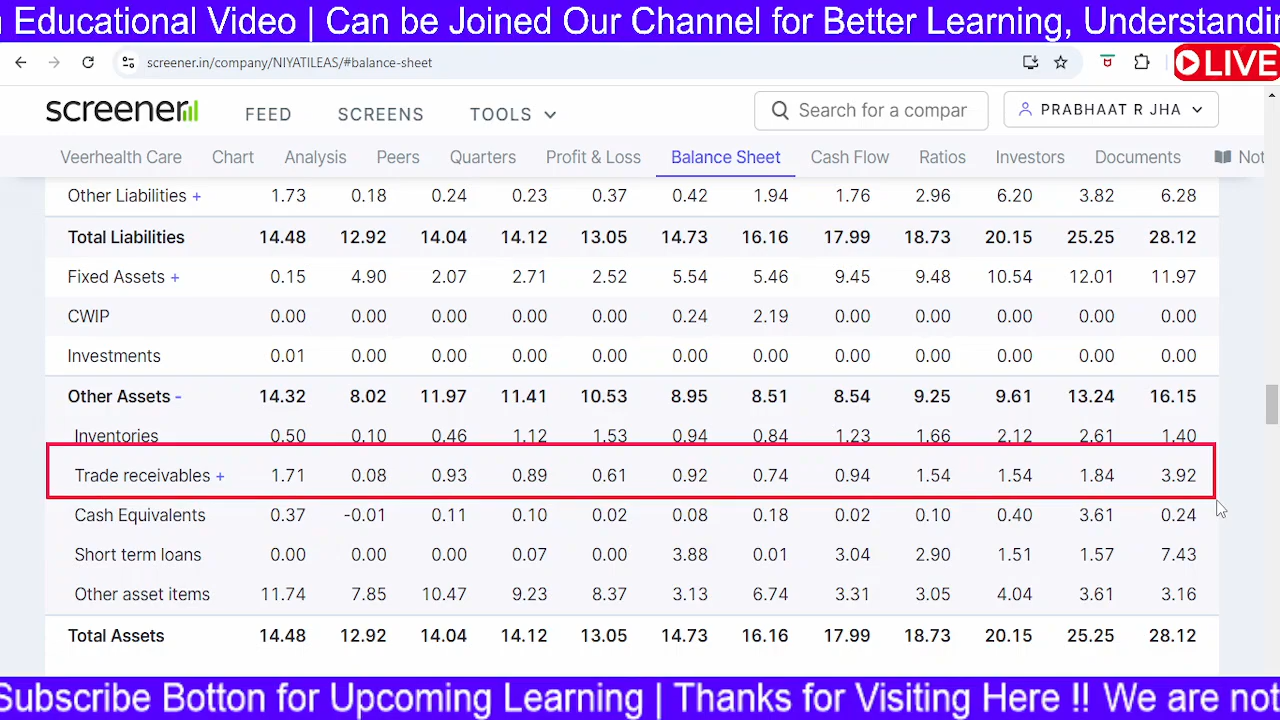 Educational Video | Can be Joined Our Channel for Better Learning, Understandi
screener.in/company/NIYATILEAS/#balance-sheet
LIVE
screener FEED SCREENS TOOLS Search for a compar PRABHAAT R JHA
Veerhealth Care Chart Analysis Peers Quarters Profit & Loss Balance Sheet Cash Flow Ratios Investors Documents Not
Other Liabilities + 1.73 0.18 0.24 0.23 0.37 0.42 1.94 1.76 2.96 6.20 3.82 6.28
Total Liabilities 14.48 12.92 14.04 14.12 13.05 14.73 16.16 17.99 18.73 20.15 25.25 28.12
Fixed Assets + 0.15 4.90 2.07 2.71 2.52 5.54 5.46 9.45 9.48 10.54 12.01 11.97
CWIP 0.00 0.00 0.00 0.00 0.00 0.24 2.19 0.00 0.00 0.00 0.00 0.00
Investments 0.01 0.00 0.00 0.00 0.00 0.00 0.00 0.00 0.00 0.00 0.00 0.00
Other Assets - 14.32 8.02 11.97 11.41 10.53 8.95 8.51 8.54 9.25 9.61 13.24 16.15
Inventories 0.50 0.10 0.46 1.12 1.53 0.94 0.84 1.23 1.66 2.12 2.61 1.40
Trade receivables + 1.71 0.08 0.93 0.89 0.61 0.92 0.74 0.94 1.54 1.54 1.84 3.92
Cash Equivalents 0.37 -0.01 0.11 0.10 0.02 0.08 0.18 0.02 0.10 0.40 3.61 0.24
Short term loans 0.00 0.00 0.00 0.07 0.00 3.88 0.01 3.04 2.90 1.51 1.57 7.43
Other asset items 11.74 7.85 10.47 9.23 8.37 3.13 6.74 3.31 3.05 4.04 3.61 3.16
Total Assets 14.48 12.92 14.04 14.12 13.05 14.73 16.16 17.99 18.73 20.15 25.25 28.12
Subscribe Botton for Upcoming Learning | Thanks for Visiting Here !! We are not